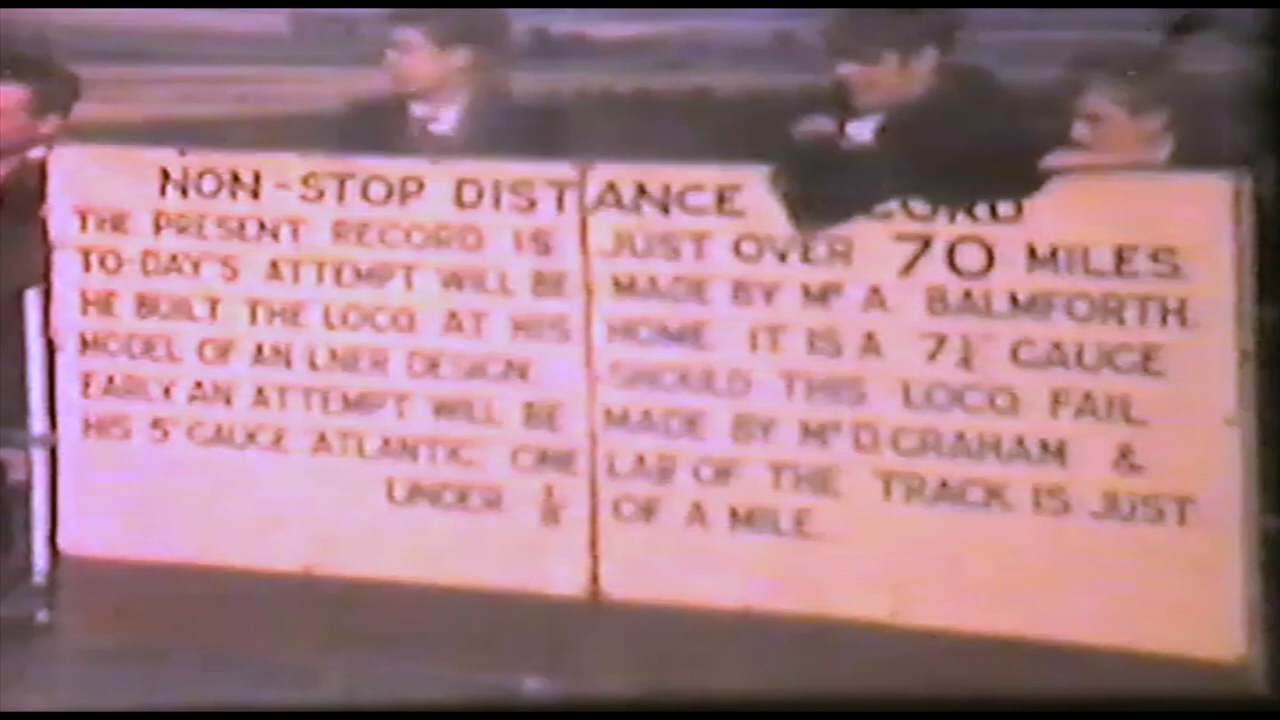 NON-STOP DISTANCE
THE PRESENT RECORD IS JUST OVER 70 MILES.
TO-DAY'S ATTEMPT WILL BE MADE BY Mr A BALMFORTH.
HE BUILT THE LOCO AT HIS HOME IT IS A 7¼" GAUGE
MODEL OF AN LNER DESIGN. SHOULD THIS LOCO FAIL
EARLY AN ATTEMPT WILL BE MADE BY Mr D. GRAHAM &
HIS 5" GAUGE ATLANTIC. ONE LAP OF THE TRACK IS JUST
UNDER ⅛ OF A MILE.